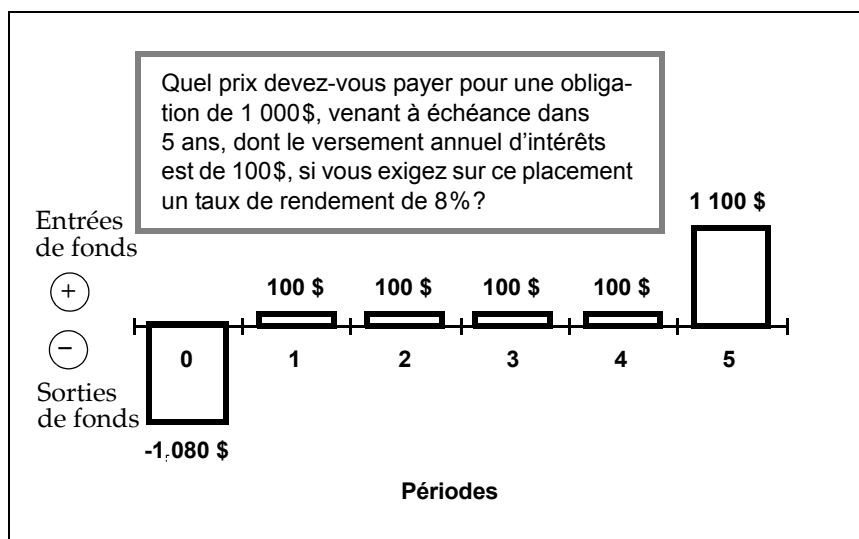 Quel prix devez-vous payer pour une obliga-
tion de 1 000$, venant à échéance dans
5 ans, dont le versement annuel d’intérêts
est de 100$, si vous exigez sur ce placement
un taux de rendement de 8%?
1 100 $
Entrées
de fonds
100 $ 100 $ 100 $ 100 $
+
−
0 1 2 3 4 5
Sorties
de fonds
-1,080 $
Périodes